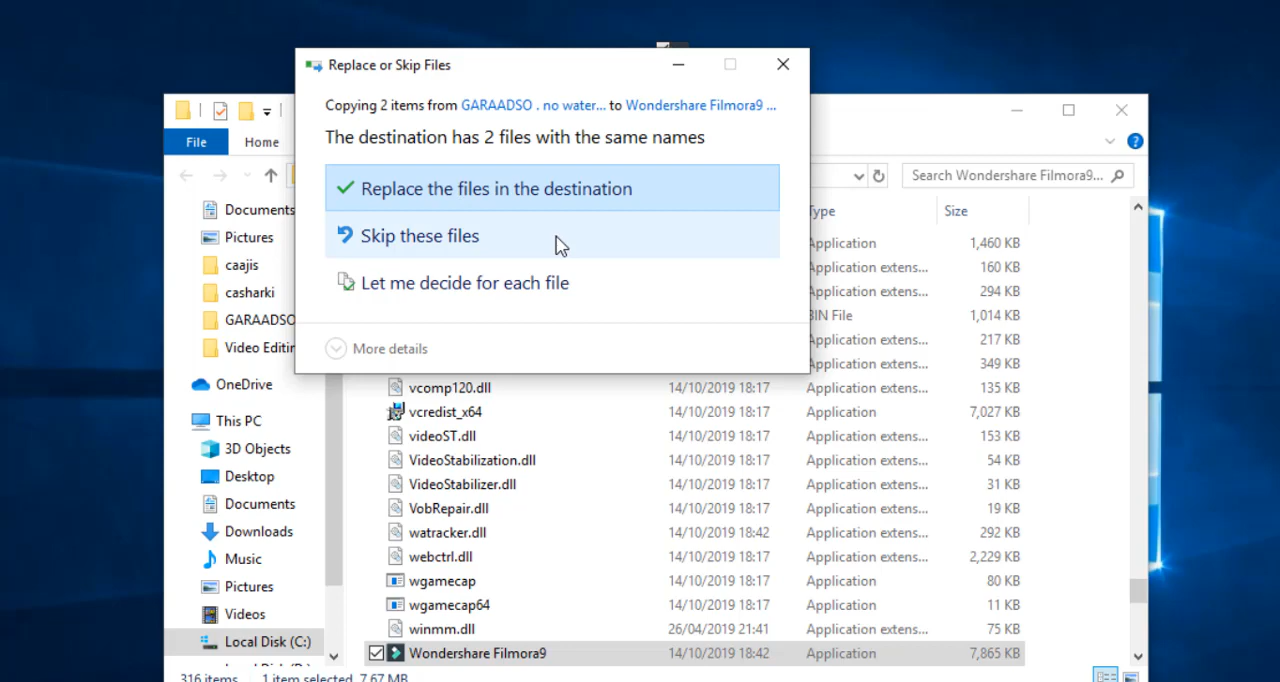 Replace or Skip Files
Copying 2 items from GARAADSO . no water... to Wondershare Filmora9 ...
The destination has 2 files with the same names
Replace the files in the destination
Skip these files
Let me decide for each file
More details
File Home
Search Wondershare Filmora9...
Type Size
Documents
Pictures
caajis
casharki
GARAADSO
Video Editin
OneDrive
This PC
3D Objects
Desktop
Documents
Downloads
Music
Pictures
Videos
Local Disk (C:)
Application 1,460 KB
Application extens... 160 KB
Application extens... 294 KB
BIN File 1,014 KB
Application extens... 217 KB
Application extens... 349 KB
vcomp120.dll 14/10/2019 18:17 Application extens... 135 KB
vcredist_x64 14/10/2019 18:17 Application 7,027 KB
videoST.dll 14/10/2019 18:17 Application extens... 153 KB
VideoStabilization.dll 14/10/2019 18:17 Application extens... 54 KB
VideoStabilizer.dll 14/10/2019 18:17 Application extens... 31 KB
VobRepair.dll 14/10/2019 18:17 Application extens... 19 KB
watracker.dll 14/10/2019 18:42 Application extens... 292 KB
webctrl.dll 14/10/2019 18:17 Application extens... 2,229 KB
wgamecap 14/10/2019 18:17 Application 80 KB
wgamecap64 14/10/2019 18:17 Application 11 KB
winmm.dll 26/04/2019 21:41 Application extens... 75 KB
Wondershare Filmora9 14/10/2019 18:42 Application 7,865 KB
316 items 1 item selected 7.67 MB